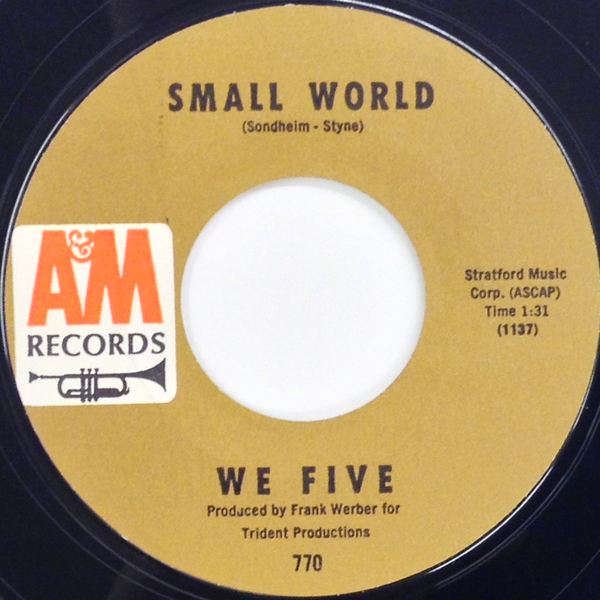 SMALL WORLD
(Sondheim - Styne)
A&M
RECORDS
Stratford Music
Corp. (ASCAP)
Time 1:31
(1137)
WE FIVE
Produced by Frank Werber for
Trident Productions
770